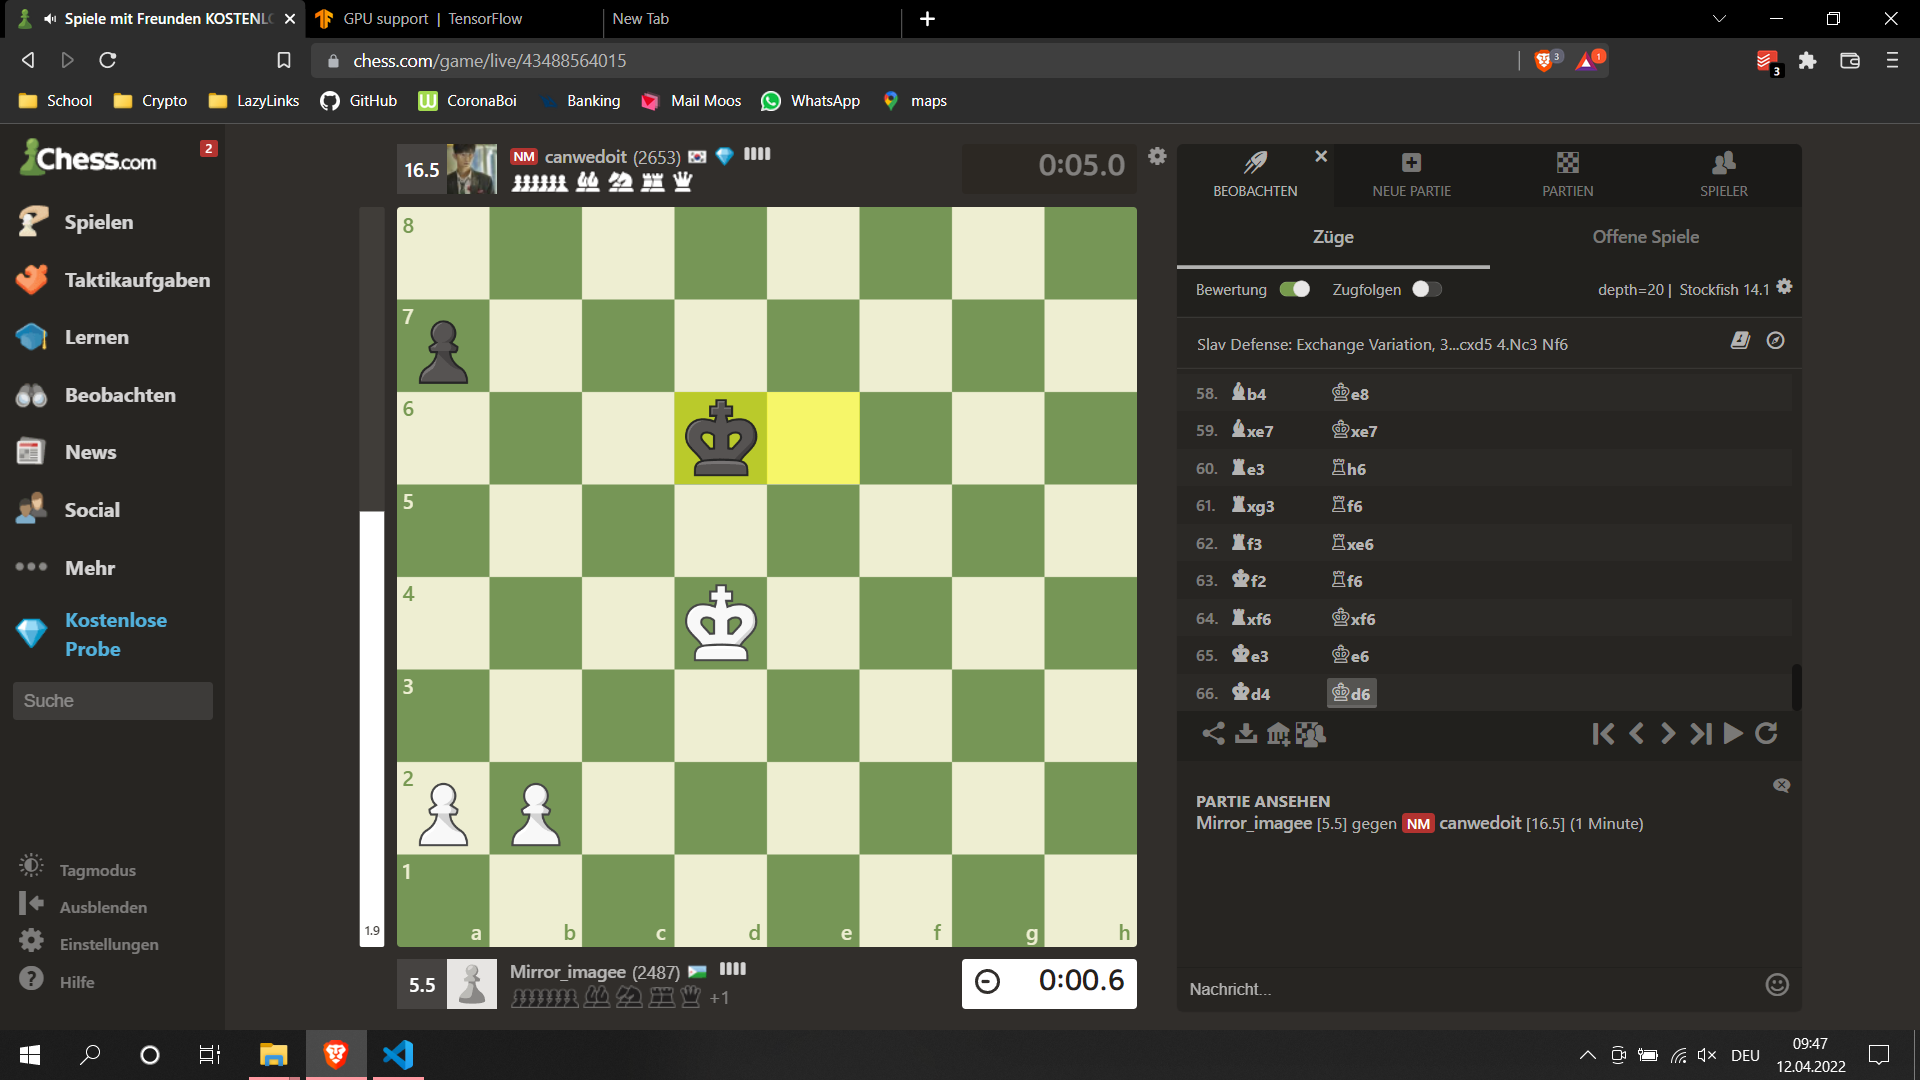 Spiele mit Freunden KOSTENLO
GPU support | TensorFlow
New Tab
chess.com/game/live/43488564015
3
1
3
School
Crypto
LazyLinks
GitHub
CoronaBoi
Banking
Mail Moos
WhatsApp
maps
Chess.com
2
Spielen
Taktikaufgaben
Lernen
Beobachten
News
Social
Mehr
Kostenlose
Probe
Suche
Tagmodus
Ausblenden
Einstellungen
Hilfe
16.5
NM canwedoit (2653)
0:05.0
8
7
6
5
4
3
2
1
a b c d e f g h
1.9
5.5
Mirror_imagee (2487)
+1
0:00.6
BEOBACHTEN
NEUE PARTIE
PARTIEN
SPIELER
Züge
Offene Spiele
Bewertung
Zugfolgen
depth=20 | Stockfish 14.1
Slav Defense: Exchange Variation, 3...cxd5 4.Nc3 Nf6
58. b4 e8
59. xe7 xe7
60. e3 h6
61. xg3 f6
62. f3 xe6
63. f2 f6
64. xf6 xf6
65. e3 e6
66. d4 d6
PARTIE ANSEHEN
Mirror_imagee [5.5] gegen NM canwedoit [16.5] (1 Minute)
Nachricht...
DEU
09:47
12.04.2022